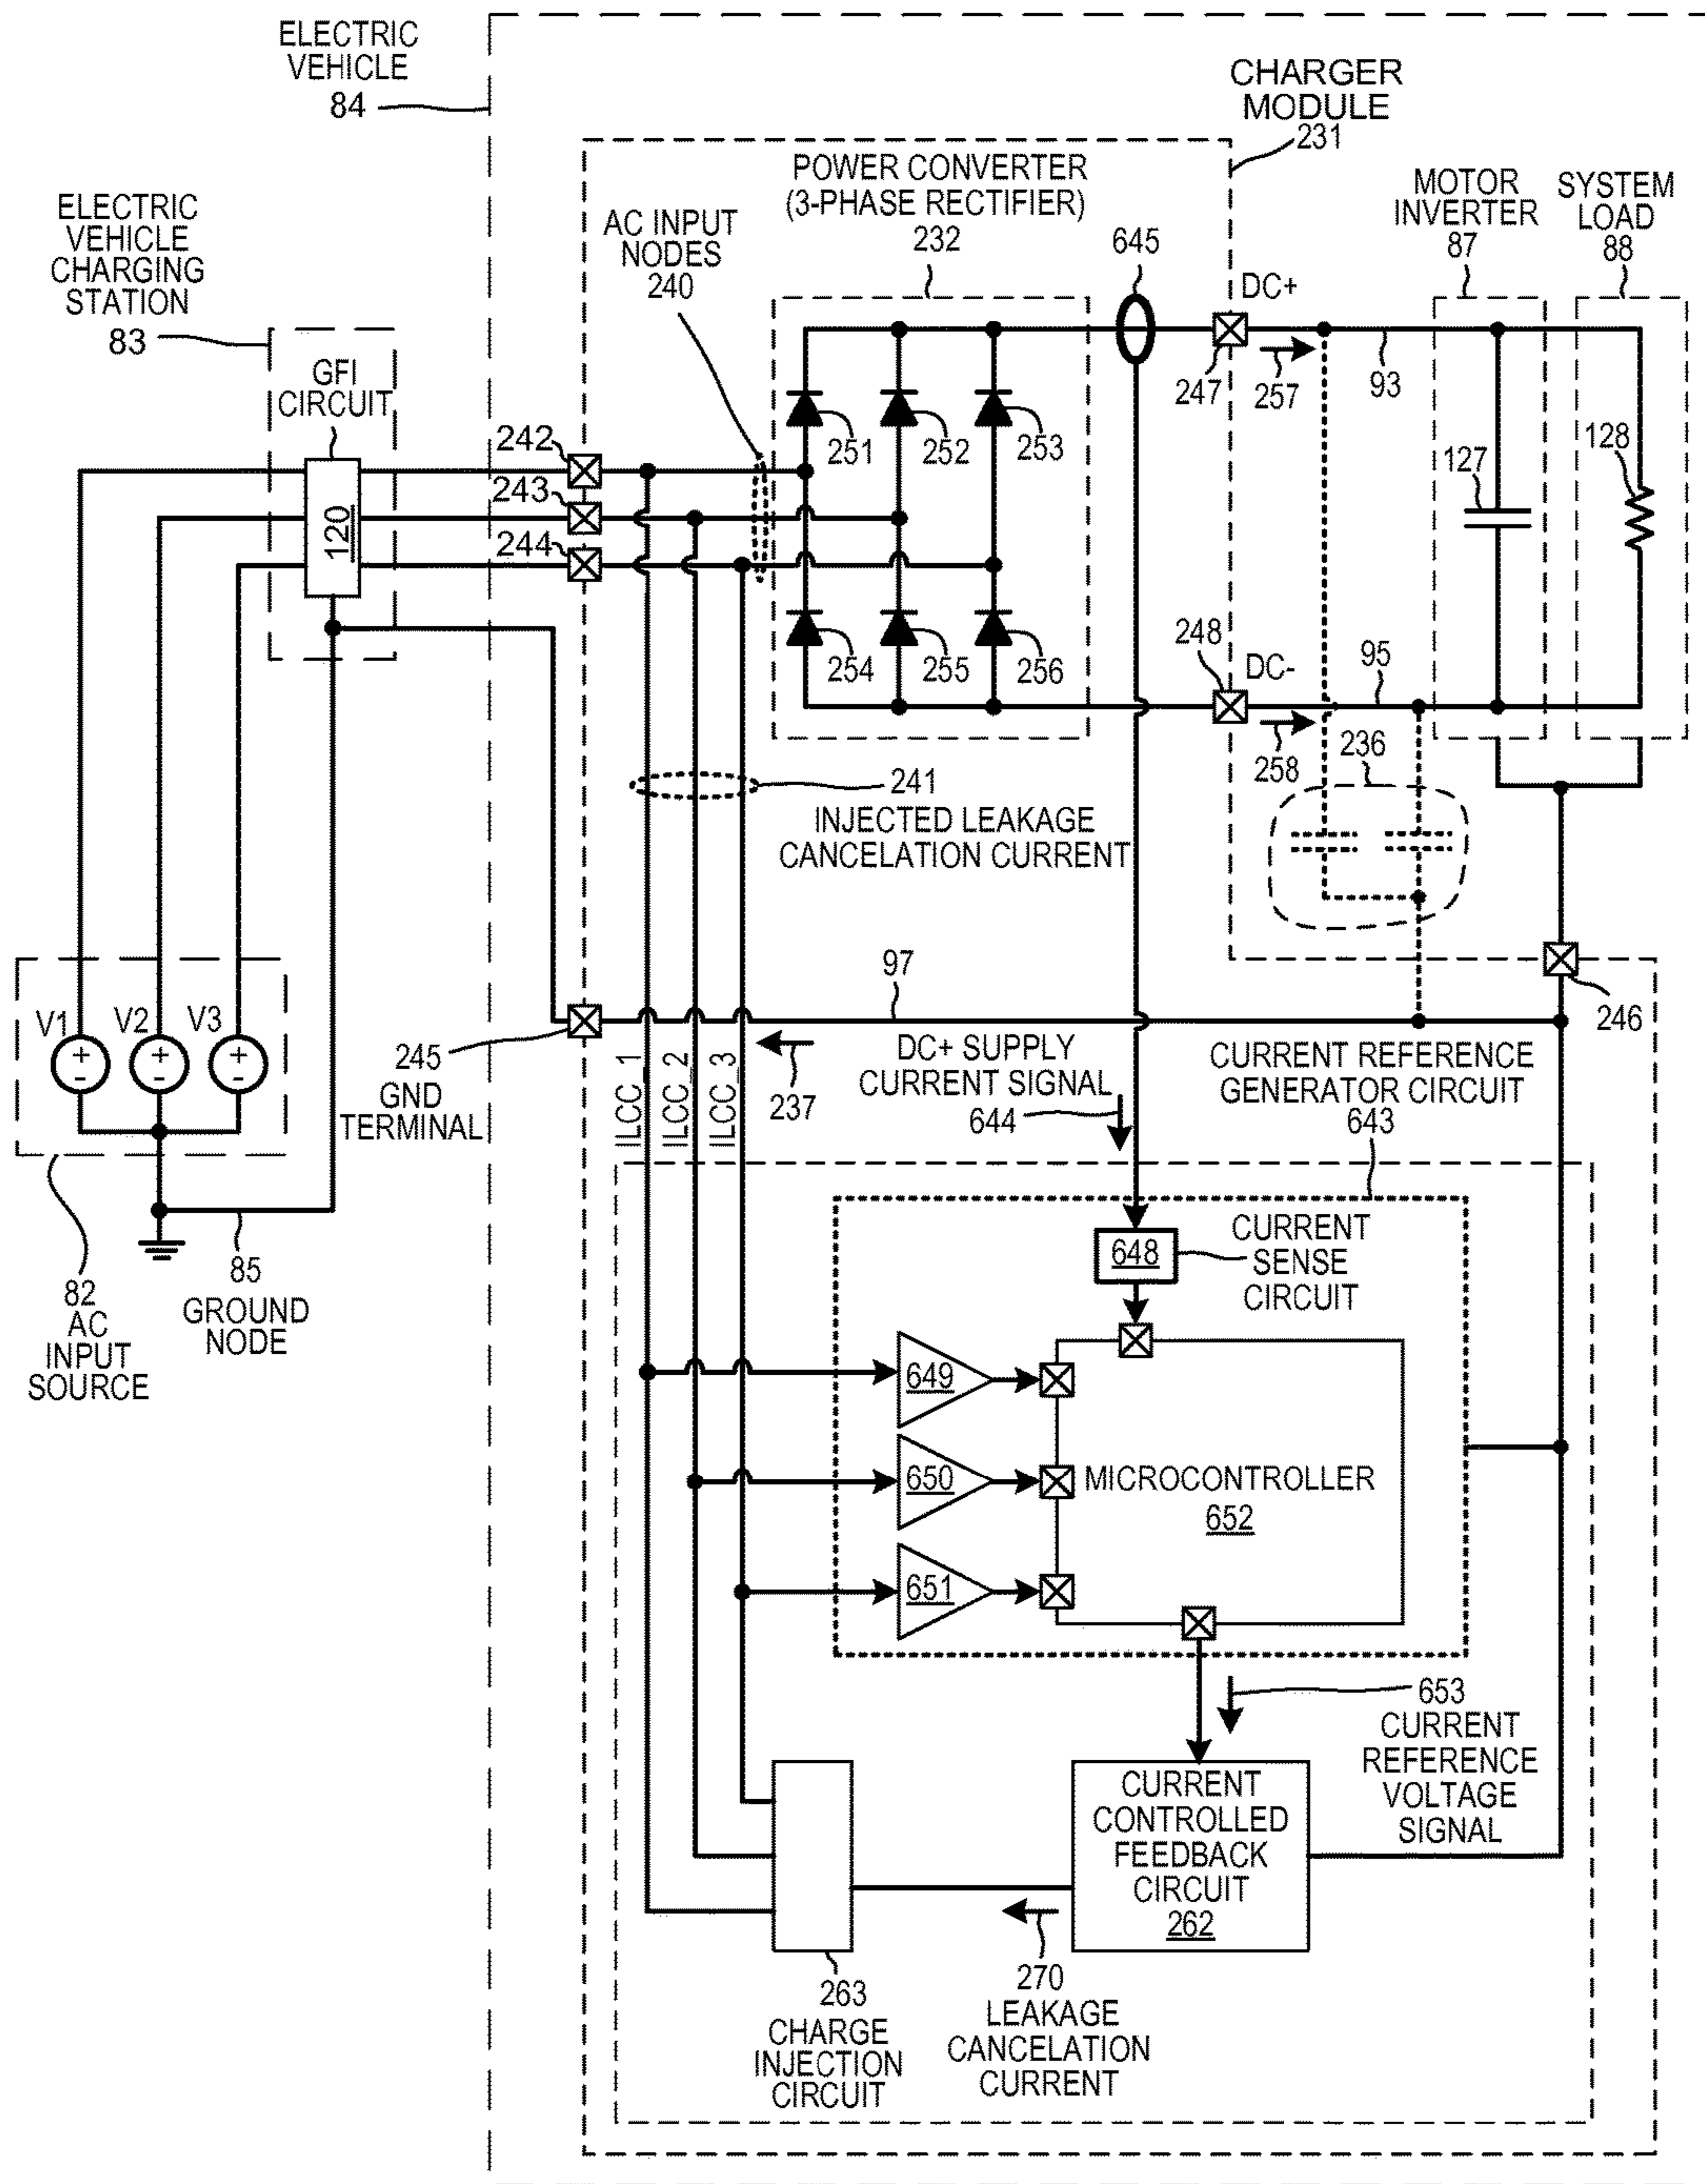 ELECTRIC
VEHICLE
84
CHARGER
MODULE
231
POWER CONVERTER
(3-PHASE RECTIFIER)
232
MOTOR
INVERTER
87
SYSTEM
LOAD
88
ELECTRIC
VEHICLE
CHARGING
STATION
83
AC INPUT
NODES
240
645
DC+
247
257
93
GFI
CIRCUIT
120
242
243
244
251
252
253
254
255
256
127
128
248
DC-
258
95
236
241
INJECTED LEAKAGE
CANCELATION CURRENT
97
246
V1
V2
V3
+
-
+
-
+
-
245
GND
TERMINAL
ILCC_1
ILCC_2
ILCC_3
237
DC+ SUPPLY
CURRENT SIGNAL
644
CURRENT REFERENCE
GENERATOR CIRCUIT
643
82
AC
INPUT
SOURCE
85
GROUND
NODE
648
CURRENT
SENSE
CIRCUIT
649
650
651
MICROCONTROLLER
652
653
CURRENT
REFERENCE
VOLTAGE
SIGNAL
CURRENT
CONTROLLED
FEEDBACK
CIRCUIT
262
263
CHARGE
INJECTION
CIRCUIT
270
LEAKAGE
CANCELATION
CURRENT